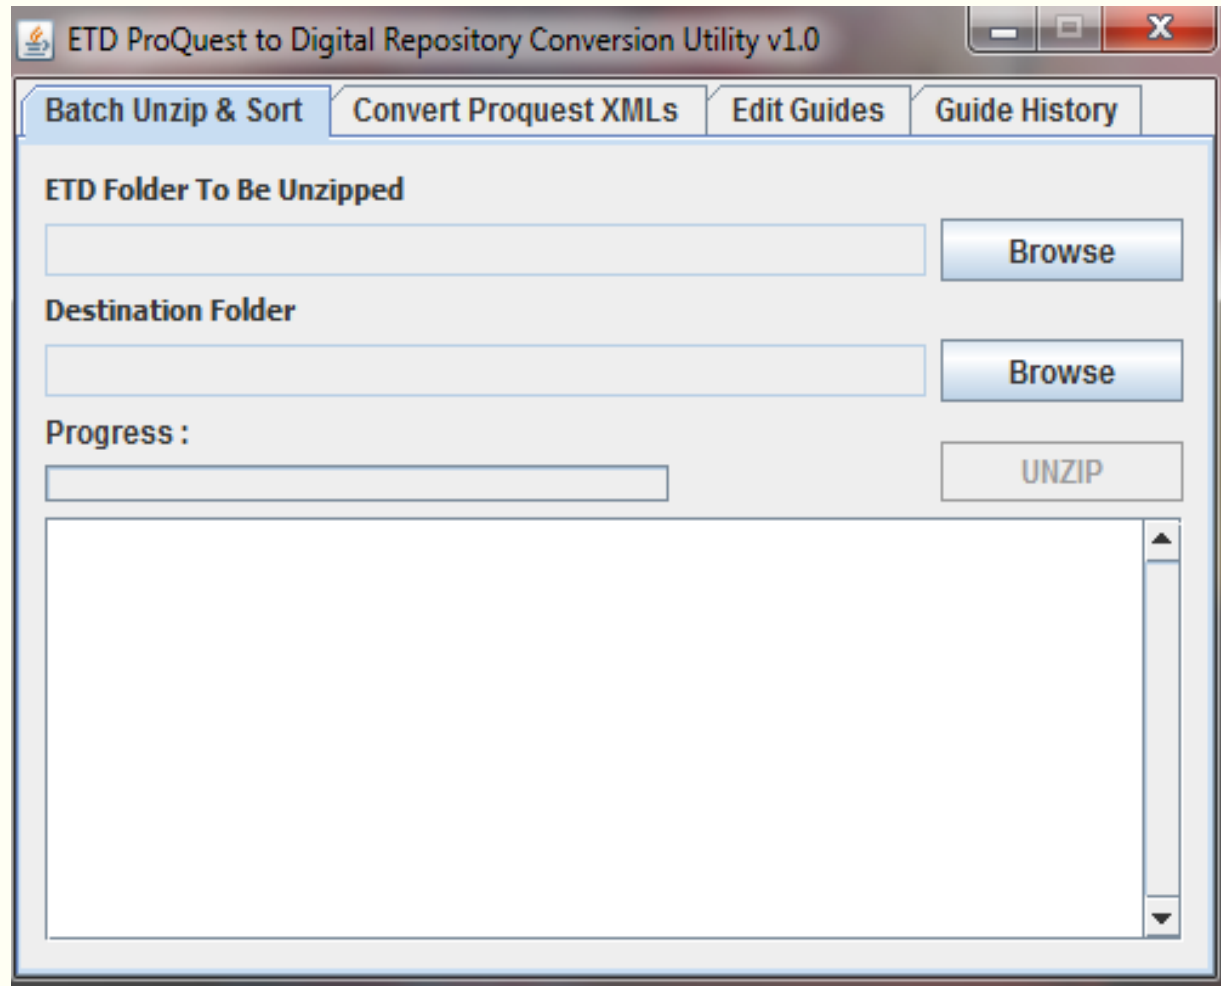 ETD ProQuest to Digital Repository Conversion Utility v1.0
Batch Unzip & Sort Convert Proquest XMLs Edit Guides Guide History
ETD Folder To Be Unzipped
Browse
Destination Folder
Browse
Progress :
UNZIP